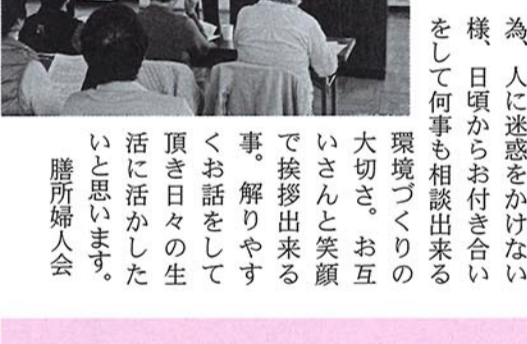 為、人に迷惑をかけない
様、日頃からお付き合い
をして何事も相談出来る
環境づくりの
大切さ。お互
いさんと笑顔
で挨拶出来る
事。解りやす
くお話をして
頂き日々の生
活に活かした
いと思います。
膳所婦人会